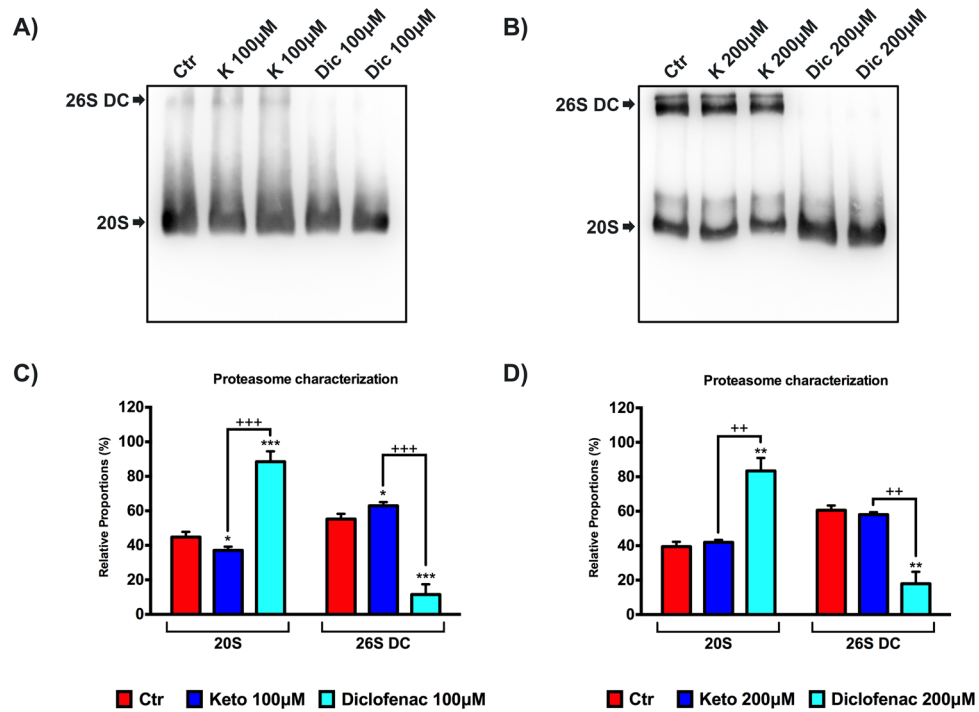 A)
Ctr
K 100µM
K 100µM
Dic 100µM
Dic 100µM
26S DC
20S
B)
Ctr
K 200µM
K 200µM
Dic 200µM
Dic 200µM
26S DC
20S
C)
Proteasome characterization
Relative Proportions (%)
120
100
80
60
40
20
0
+++
***
*
+++
*
***
20S
26S DC
Ctr
Keto 100µM
Diclofenac 100µM
D)
Proteasome characterization
Relative Proportions (%)
120
100
80
60
40
20
0
++
**
++
**
20S
26S DC
Ctr
Keto 200µM
Diclofenac 200µM